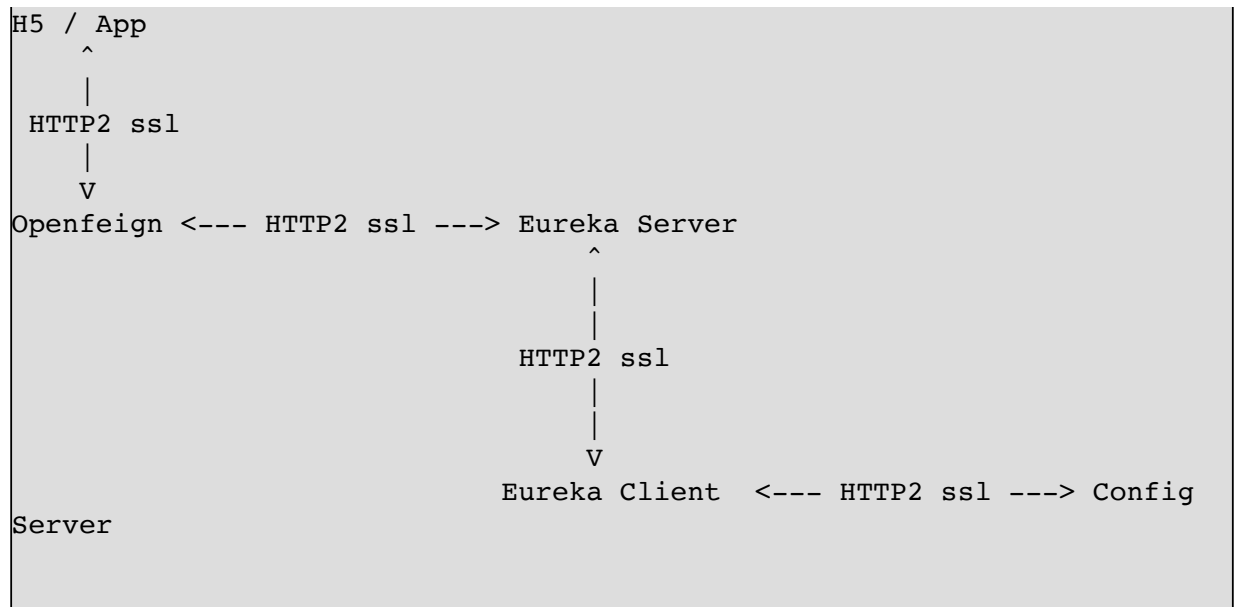 H5 / App
^
|
HTTP2 ssl
|
V
Openfeign <--- HTTP2 ssl ---> Eureka Server
^
|
|
HTTP2 ssl
|
|
V
Eureka Client <--- HTTP2 ssl ---> Config
Server